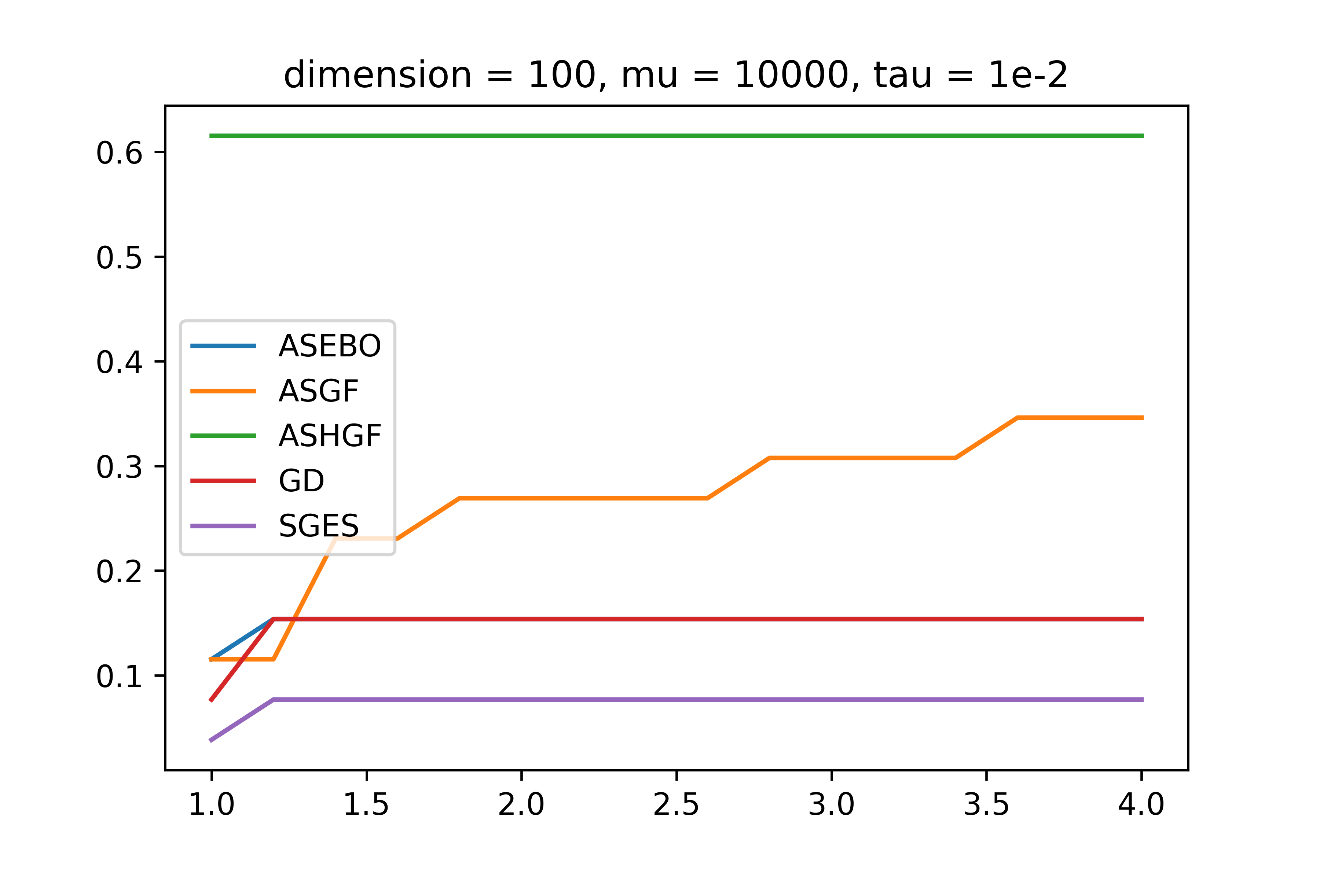 dimension = 100, mu = 10000, tau = 1e-2
0.6
0.5
0.4
0.3
0.2
0.1
ASEBO
ASGF
ASHGF
GD
SGES
1.0 1.5 2.0 2.5 3.0 3.5 4.0